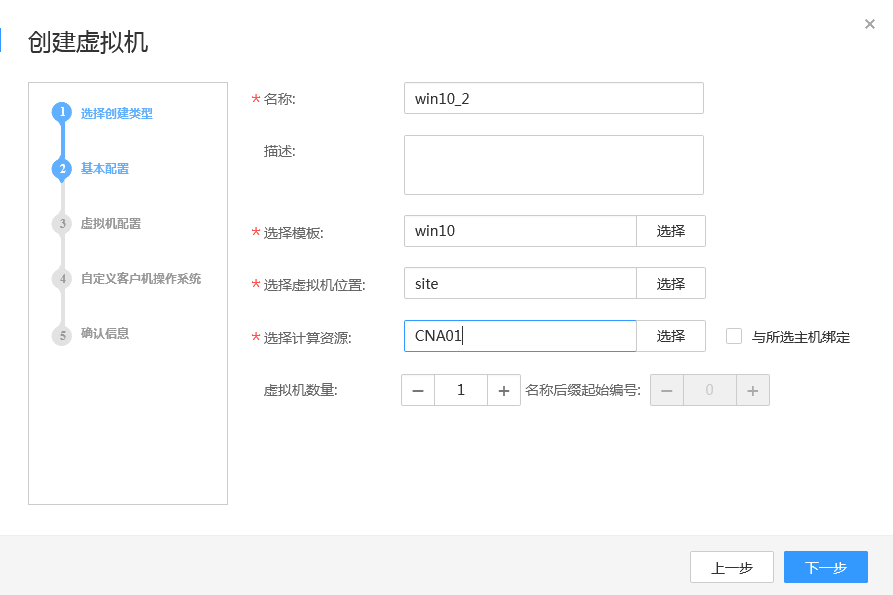 创建虚拟机
×
1 选择创建类型
2 基本配置
3 虚拟机配置
4 自定义客户机操作系统
5 确认信息
* 名称: win10_2
描述:
* 选择模板: win10 选择
* 选择虚拟机位置: site 选择
* 选择计算资源: CNA01 选择 与所选主机绑定
虚拟机数量: − 1 + 名称后缀起始编号: − 0 +
上一步 下一步